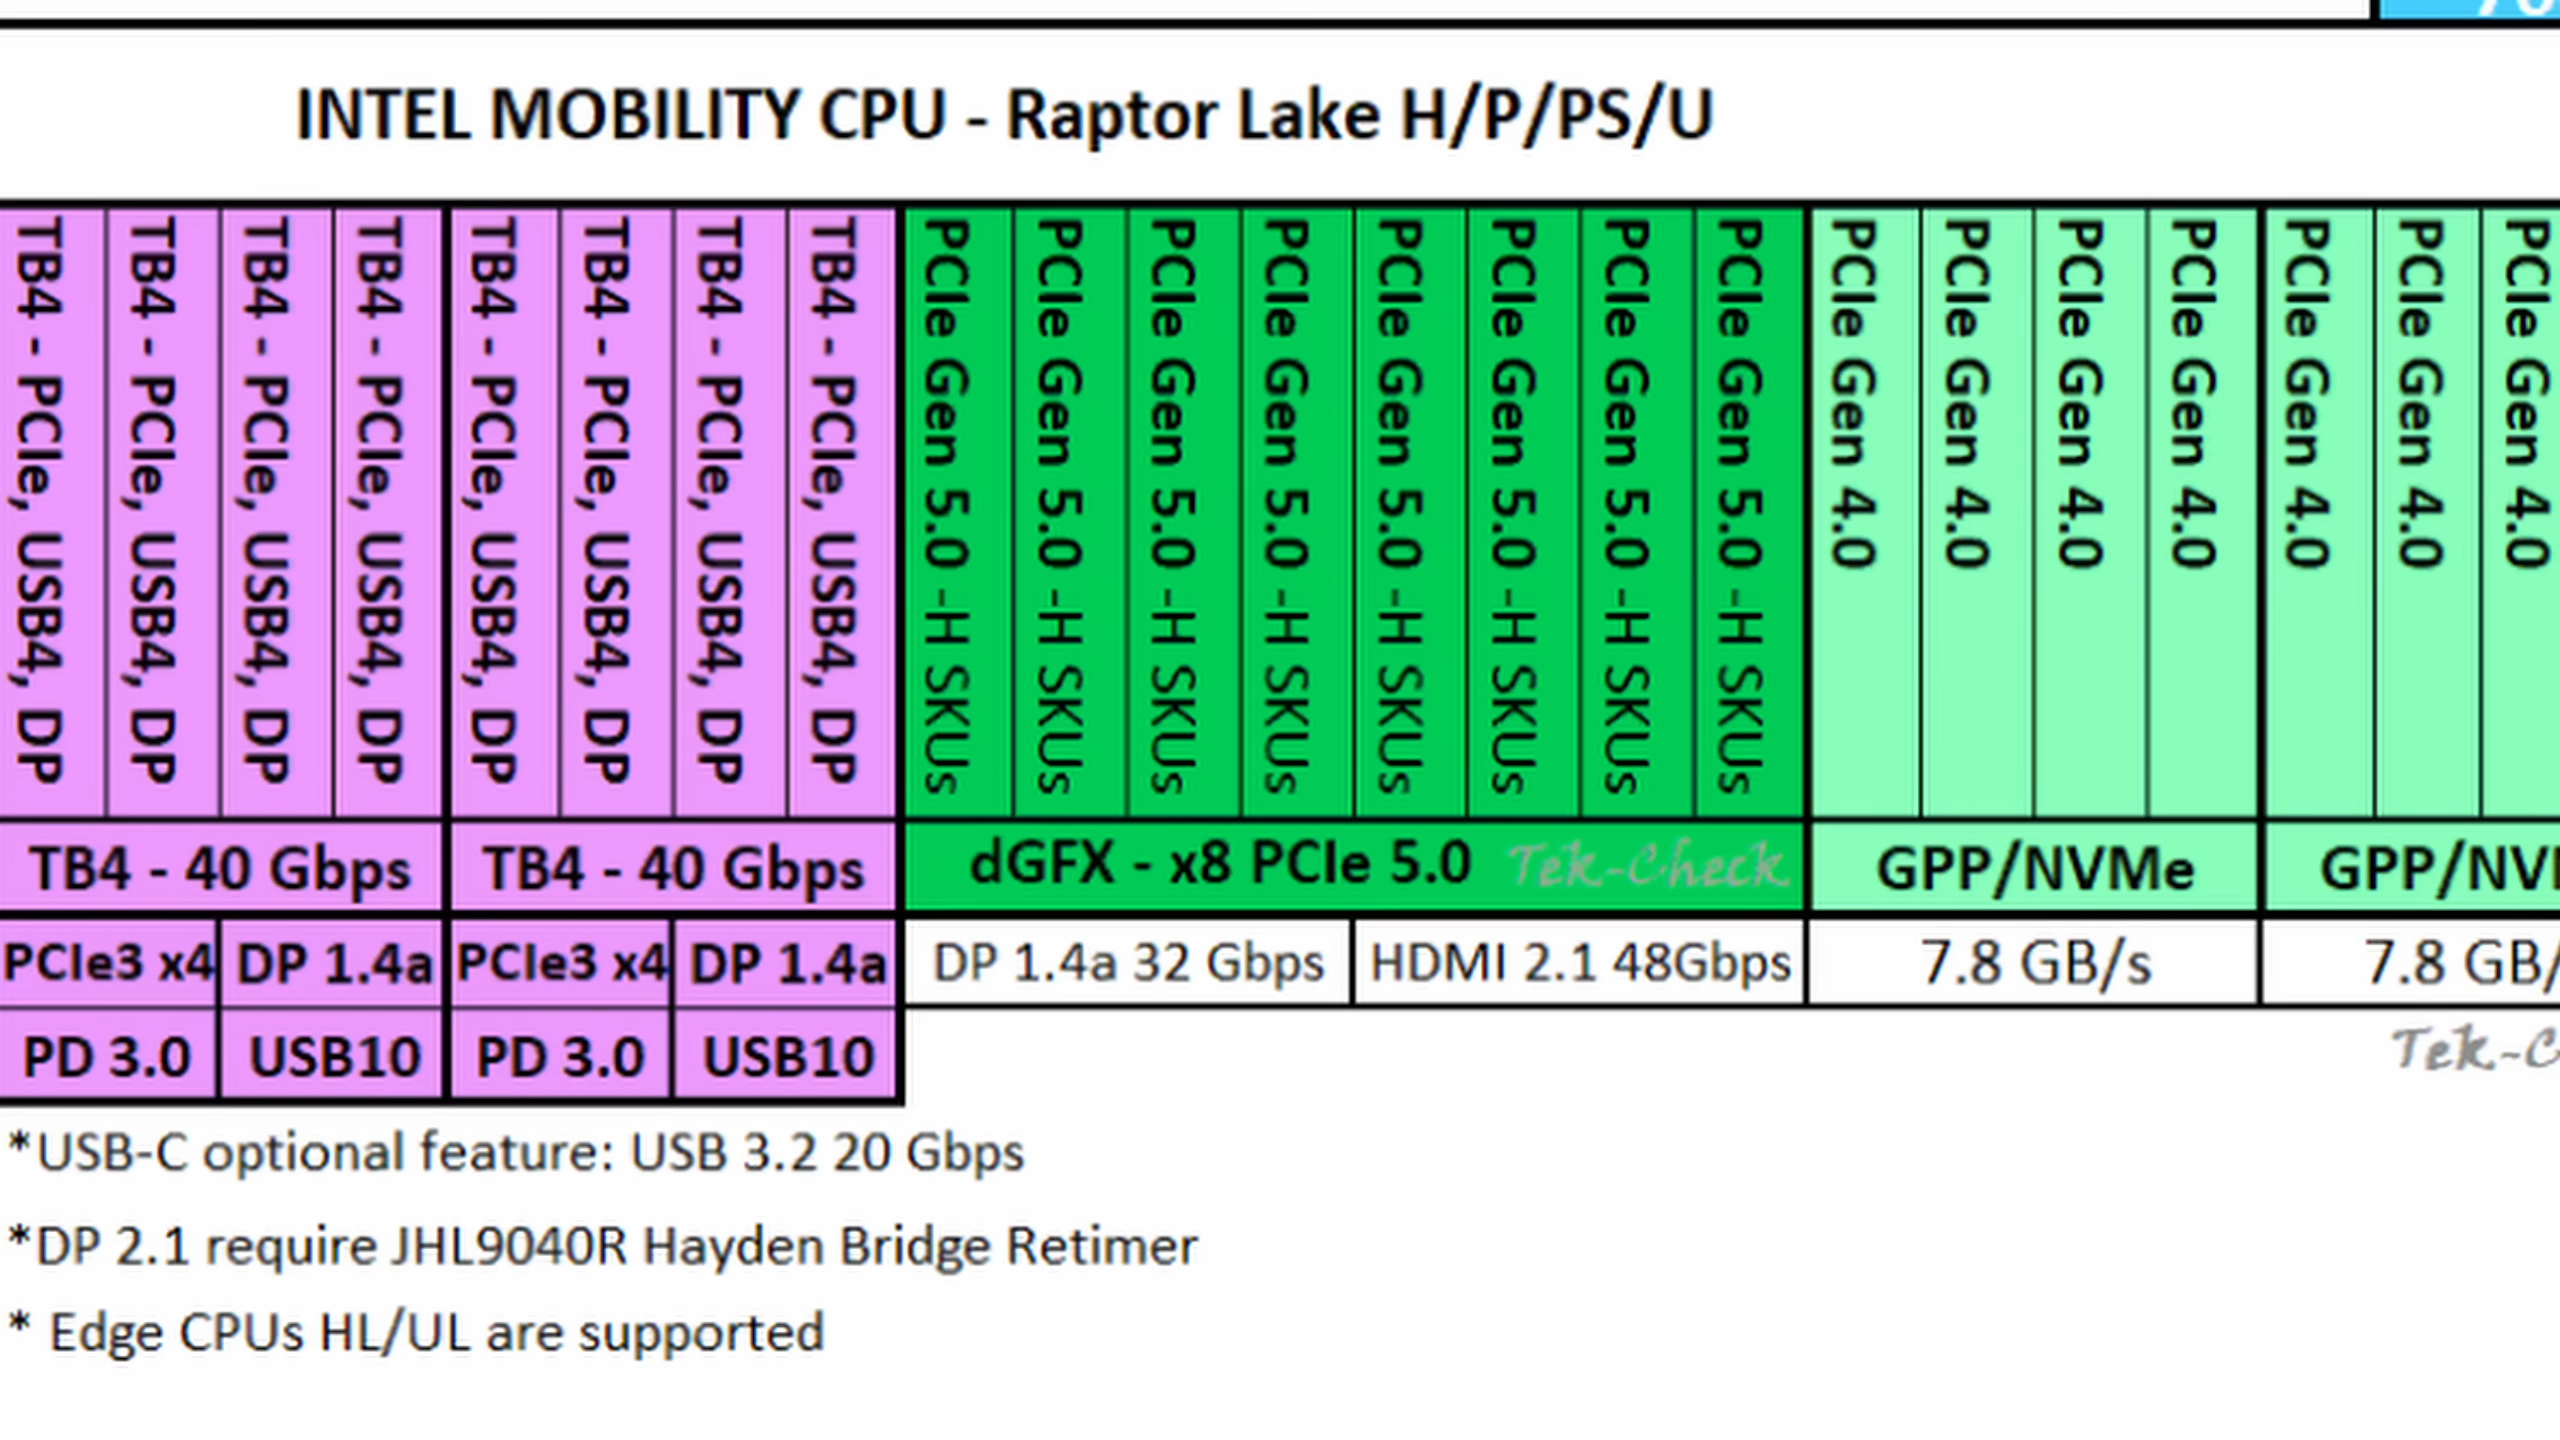 INTEL MOBILITY CPU - Raptor Lake H/P/PS/U
TB4 - PCIe, USB4, DP
TB4 - PCIe, USB4, DP
TB4 - PCIe, USB4, DP
TB4 - PCIe, USB4, DP
TB4 - PCIe, USB4, DP
TB4 - PCIe, USB4, DP
TB4 - PCIe, USB4, DP
TB4 - PCIe, USB4, DP
PCIe Gen 5.0 -H SKUs
PCIe Gen 5.0 -H SKUs
PCIe Gen 5.0 -H SKUs
PCIe Gen 5.0 -H SKUs
PCIe Gen 5.0 -H SKUs
PCIe Gen 5.0 -H SKUs
PCIe Gen 5.0 -H SKUs
PCIe Gen 5.0 -H SKUs
PCIe Gen 4.0
PCIe Gen 4.0
PCIe Gen 4.0
PCIe Gen 4.0
PCIe Gen 4.0
PCIe Gen 4.0
PCIe Gen 4.0
TB4 - 40 Gbps TB4 - 40 Gbps dGFX - x8 PCIe 5.0 Tek-Check GPP/NVMe
PCIe3 x4 DP 1.4a PCIe3 x4 DP 1.4a DP 1.4a 32 Gbps HDMI 2.1 48Gbps 7.8 GB/s 7.8
PD 3.0 USB10 PD 3.0 USB10
*USB-C optional feature: USB 3.2 20 Gbps
*DP 2.1 require JHL9040R Hayden Bridge Retimer
* Edge CPUs HL/UL are supported